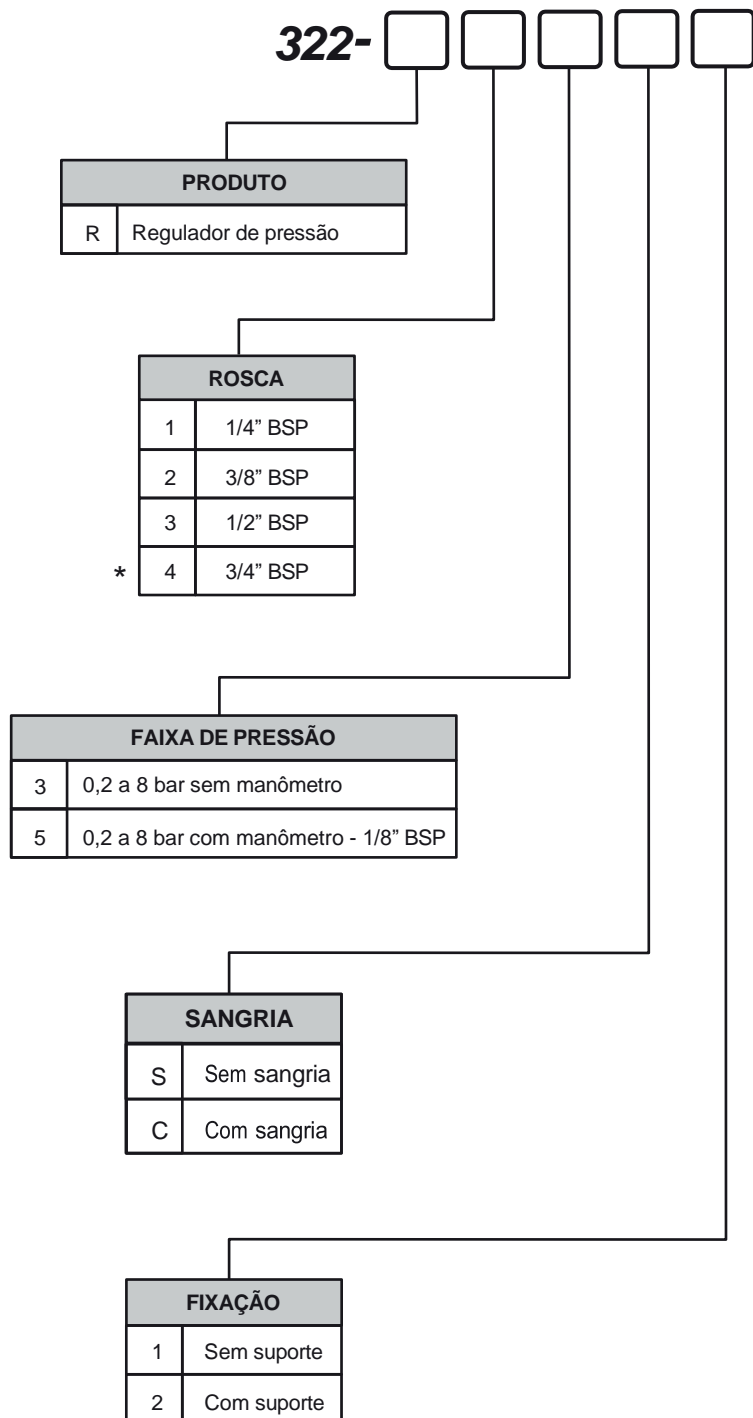 322-
PRODUTO
R Regulador de pressão
ROSCA
1 1/4” BSP
2 3/8” BSP
3 1/2” BSP
* 4 3/4” BSP
FAIXA DE PRESSÃO
3 0,2 a 8 bar sem manômetro
5 0,2 a 8 bar com manômetro - 1/8” BSP
SANGRIA
S Sem sangria
C Com sangria
FIXAÇÃO
1 Sem suporte
2 Com suporte